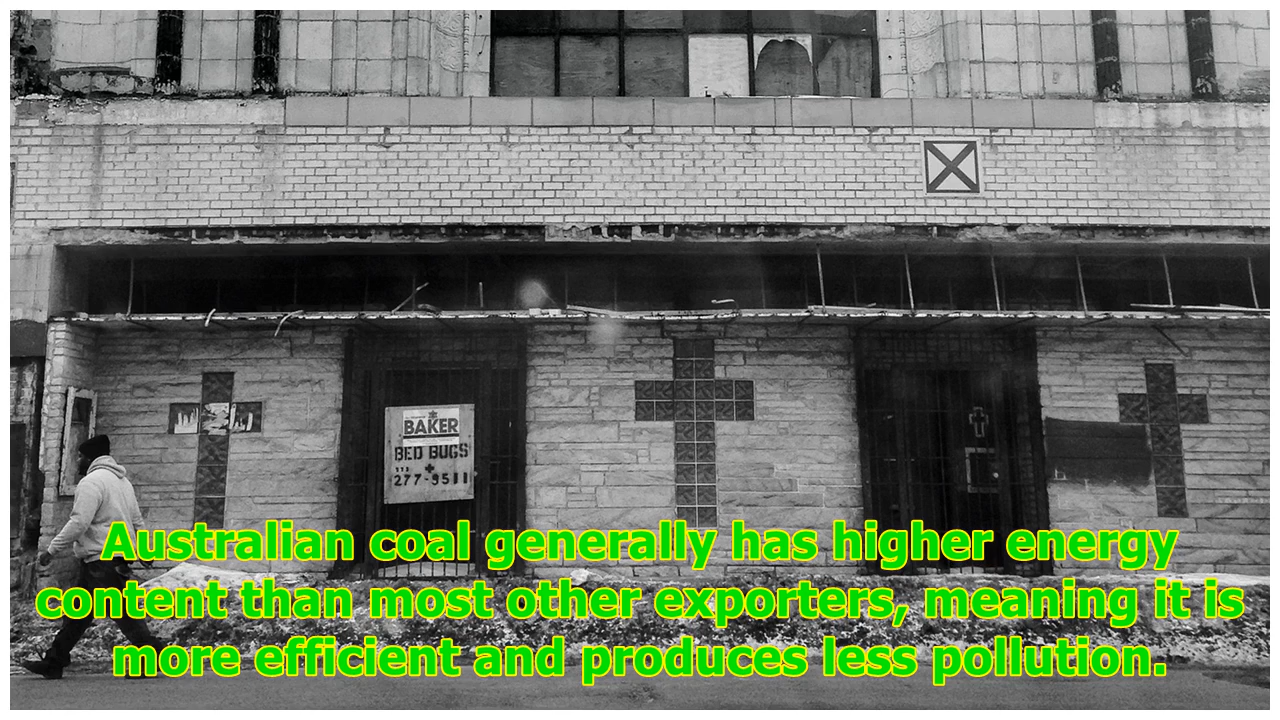 BAKER
BED BUGS
277-9511
Australian coal generally has higher energy
content than most other exporters, meaning it is
more efficient and produces less pollution.